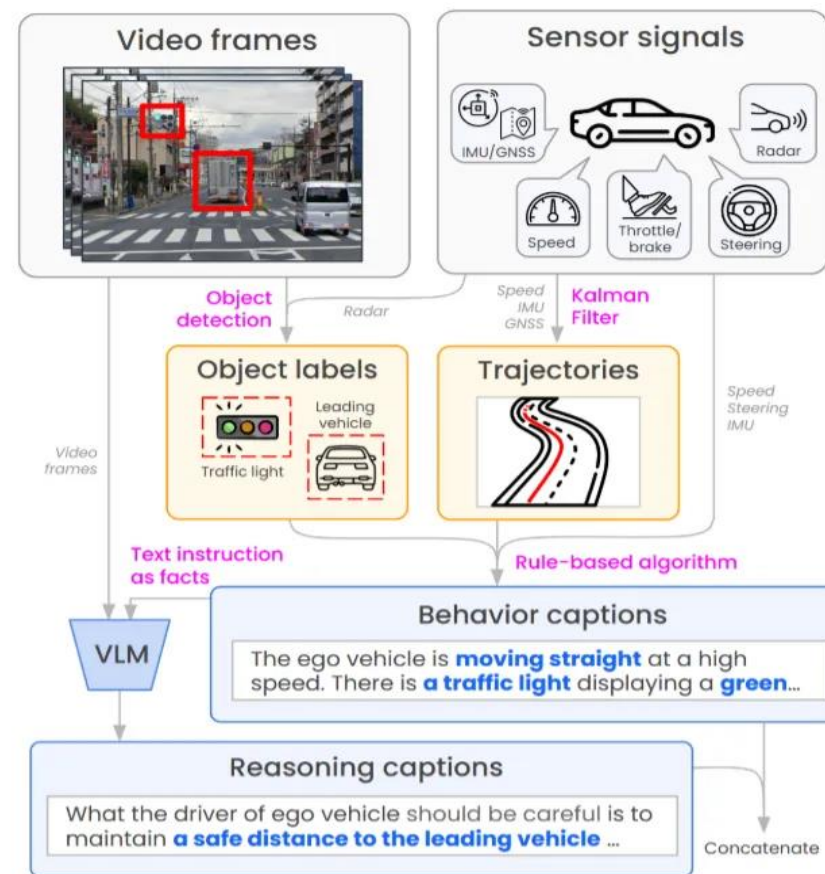 Video frames
Sensor signals
IMU/GNSS
Radar
Speed
Throttle/
brake
Steering
Object
detection
Radar
Speed
IMU
GNSS
Kalman
Filter
Object labels
Traffic light
Leading
vehicle
Trajectories
Speed
Steering
IMU
Video
frames
Text instruction
as facts
Rule-based algorithm
VLM
Behavior captions
The ego vehicle is moving straight at a high
speed. There is a traffic light displaying a green...
Reasoning captions
What the driver of ego vehicle should be careful is to
maintain a safe distance to the leading vehicle ...
Concatenate